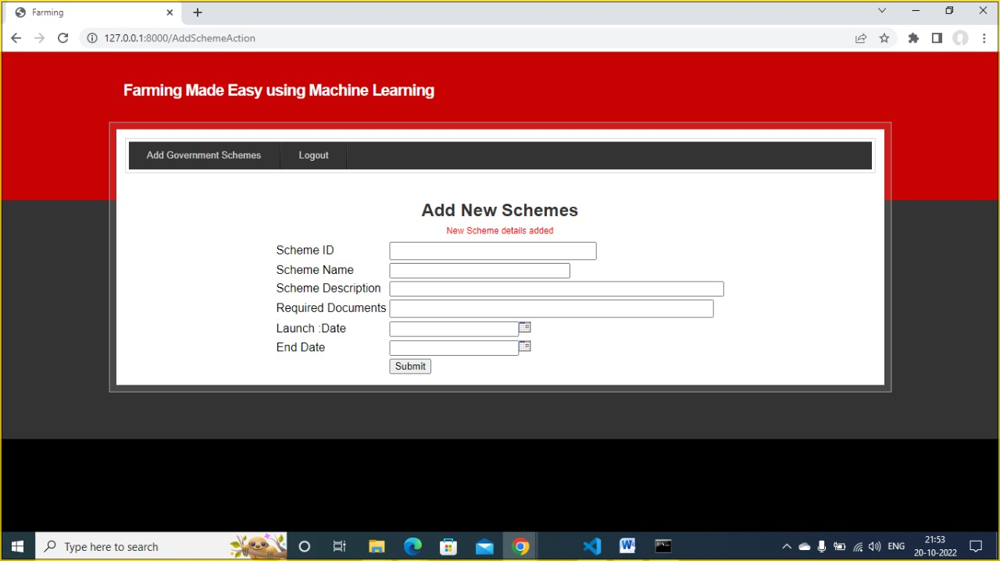 Farming
127.0.0.1:8000/AddSchemeAction
Farming Made Easy using Machine Learning
Add Government Schemes Logout
Add New Schemes
New Scheme details added
Scheme ID
Scheme Name
Scheme Description
Required Documents
Launch :Date
End Date
Submit
Type here to search
ENG
21:53
20-10-2022